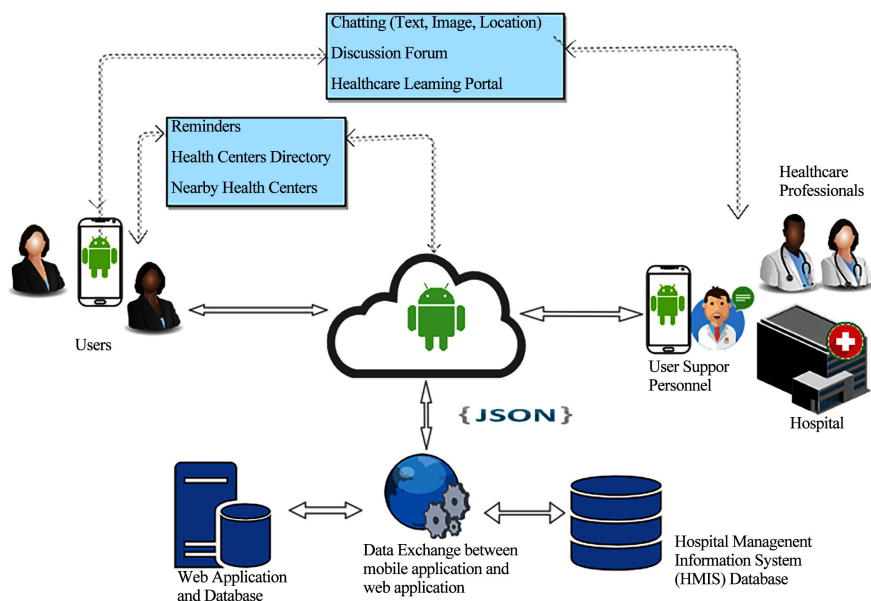 Chatting (Text, Image, Location)
Discussion Forum
Healthcare Learning Portal
Reminders
Health Centers Directory
Nearby Health Centers
Healthcare
Professionals
Users
User Suppor
Personnel
Hospital
{JSON}
Web Application
and Database
Data Exchange between
mobile application and
web application
Hospital Managenent
Information System
(HMIS) Database